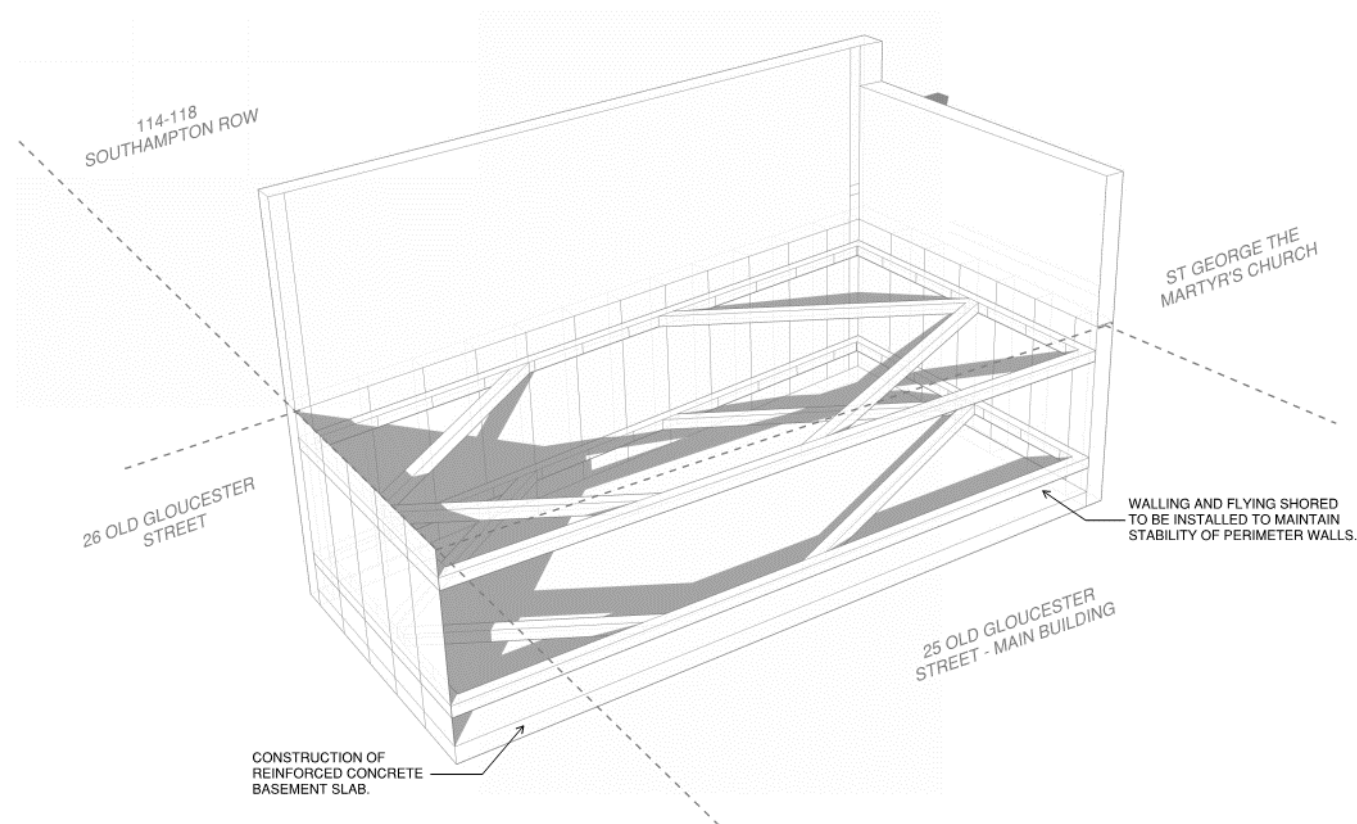 114-118
SOUTHAMPTON ROW
ST GEORGE THE
MARTYR'S CHURCH
26 OLD GLOUCESTER
STREET
WALLING AND FLYING SHORED
TO BE INSTALLED TO MAINTAIN
STABILITY OF PERIMETER WALLS.
25 OLD GLOUCESTER
STREET - MAIN BUILDING
CONSTRUCTION OF
REINFORCED CONCRETE
BASEMENT SLAB.